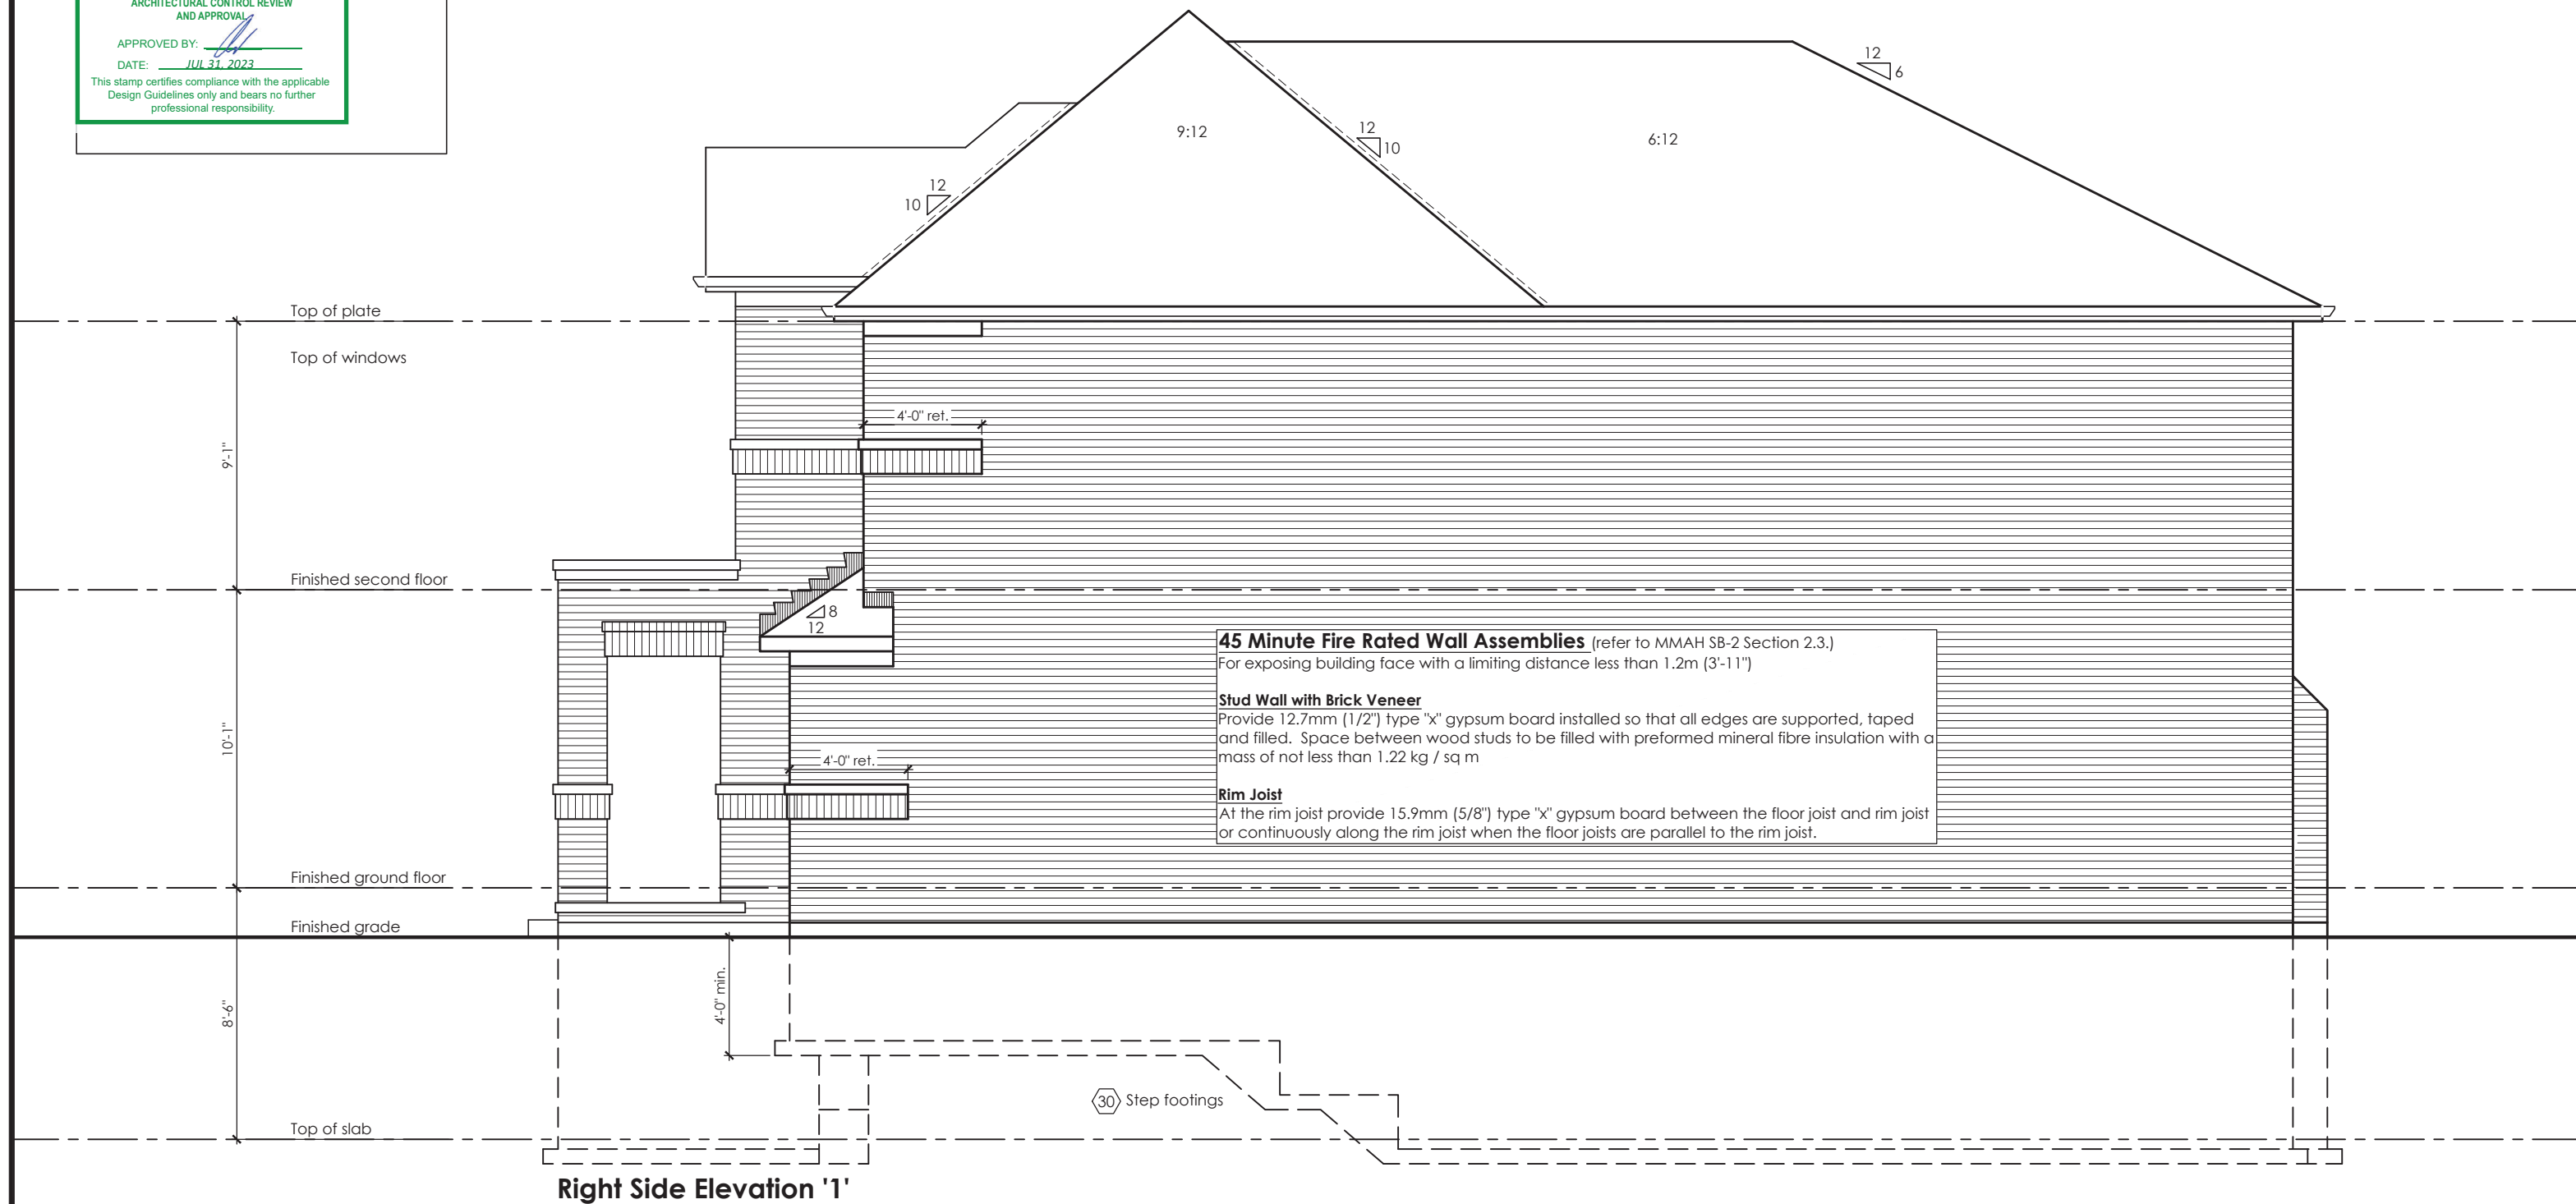 ARCHITECTURAL CONTROL REVIEW
AND APPROVAL
APPROVED BY:
DATE: JUL 31, 2023
This stamp certifies compliance with the applicable
Design Guidelines only and bears no further
professional responsibility.
12
6
9:12
12
10
6:12
12
10
Top of plate
Top of windows
4'-0" ret.
9'-1"
Finished second floor
8
12
45 Minute Fire Rated Wall Assemblies (refer to MMAH SB-2 Section 2.3.)
For exposing building face with a limiting distance less than 1.2m (3'-11")
Stud Wall with Brick Veneer
Provide 12.7mm (1/2") type "x" gypsum board installed so that all edges are supported, taped
and filled. Space between wood studs to be filled with preformed mineral fibre insulation with a
mass of not less than 1.22 kg / sq m
Rim Joist
At the rim joist provide 15.9mm (5/8") type "x" gypsum board between the floor joist and rim joist
or continuously along the rim joist when the floor joists are parallel to the rim joist.
10'-1"
4'-0" ret.
Finished ground floor
Finished grade
4'-0" min.
8'-6"
30 Step footings
Top of slab
Right Side Elevation '1'